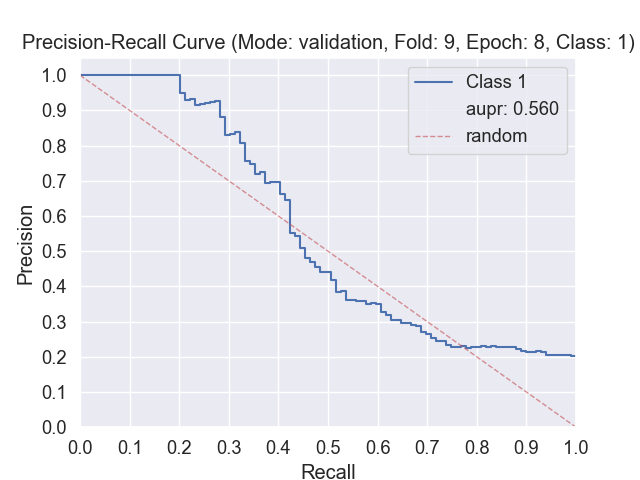 Precision-Recall Curve (Mode: validation, Fold: 9, Epoch: 8, Class: 1)
1.0
0.9
0.8
0.7
0.6
0.5
0.4
0.3
0.2
0.1
0.0
Precision
Class 1
aupr: 0.560
random
0.0 0.1 0.2 0.3 0.4 0.5 0.6 0.7 0.8 0.9 1.0
Recall